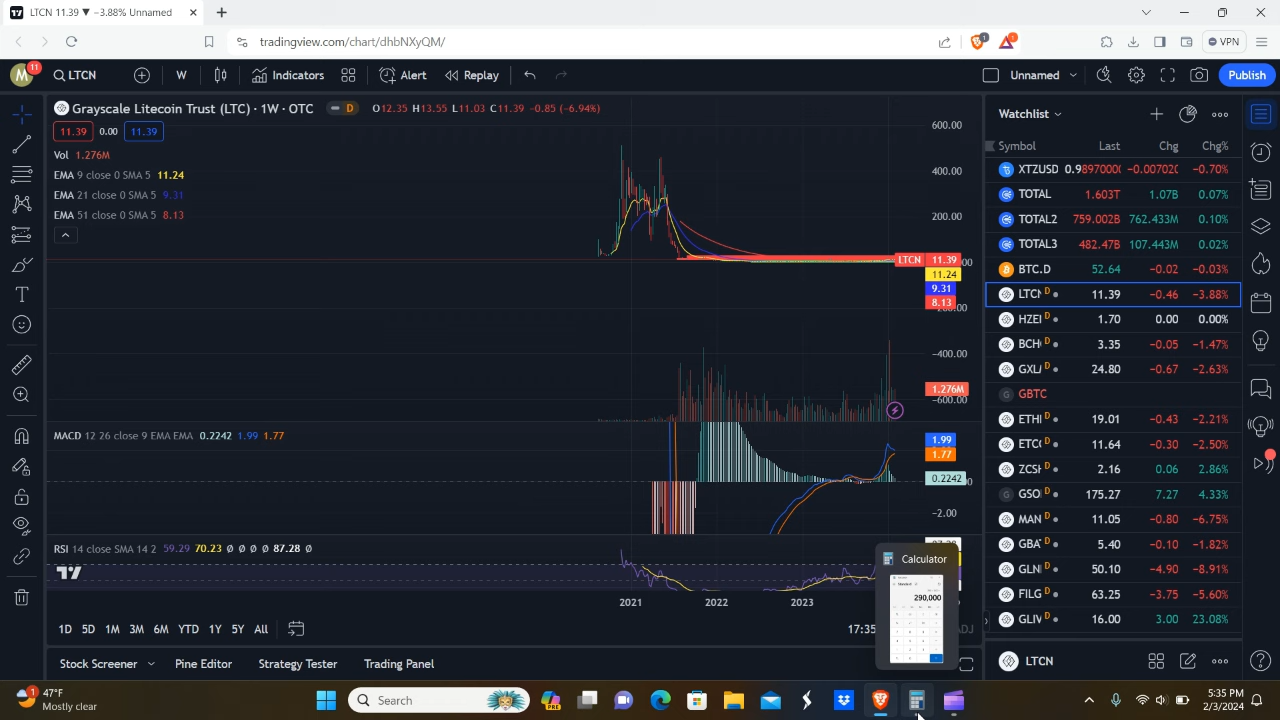 LTCN 11.39 ▼ −3.88% Unnamed
tradingview.com/chart/dhbNXyQM/
1
1
VPN
M
11
LTCN
W
Indicators
Alert
Replay
Unnamed
Publish
Grayscale Litecoin Trust (LTC) · 1W · OTC
D
O12.35 H13.55 L11.03 C11.39 −0.85 (−6.94%)
11.39 0.00 11.39
Vol 1.276M
EMA 9 close 0 SMA 5 11.24
EMA 21 close 0 SMA 5 9.31
EMA 51 close 0 SMA 5 8.13
600.00
400.00
200.00
LTCN 11.39
11.24
9.31
8.13
−400.00
1.276M
−600.00
MACD 12 26 close 9 EMA EMA 0.2242 1.99 1.77
1.99
1.77
0.2242
−2.00
RSI 14 close SMA 14 2 59.29 70.23 ∅ ∅ ∅ ∅ 87.28 ∅
2021 2022 2023
1D 5D 1M 3M 6M YTD 1Y 5Y All
17:35
ADJ
Stock Screener
Pine Editor
Strategy Tester
Trading Panel
Watchlist
Symbol Last Chg Chg%
XTZUSD 0.9897000 −0.007020 −0.70%
TOTAL 1.603T 1.07B 0.07%
TOTAL2 759.002B 762.433M 0.10%
TOTAL3 482.47B 107.443M 0.02%
BTC.D 52.64 −0.02 −0.03%
LTCN D 11.39 −0.46 −3.88%
HZEI D 1.70 0.00 0.00%
BCH D 3.35 −0.05 −1.47%
GXL D 24.80 −0.67 −2.63%
G GBTC
ETHI D 19.01 −0.43 −2.21%
ETC D 11.64 −0.30 −2.50%
ZCSH D 2.16 0.06 2.86%
G GSO D 175.27 7.27 4.33%
MAN D 11.05 −0.80 −6.75%
GBA D 5.40 −0.10 −1.82%
GLN D 50.10 −4.90 −8.91%
FILG D 63.25 −3.75 −5.60%
GLIV D 16.00 3.00 23.08%
LTCN
Calculator
290,000
1
47°F
Mostly clear
Search
PRE
5:35 PM
2/3/2024